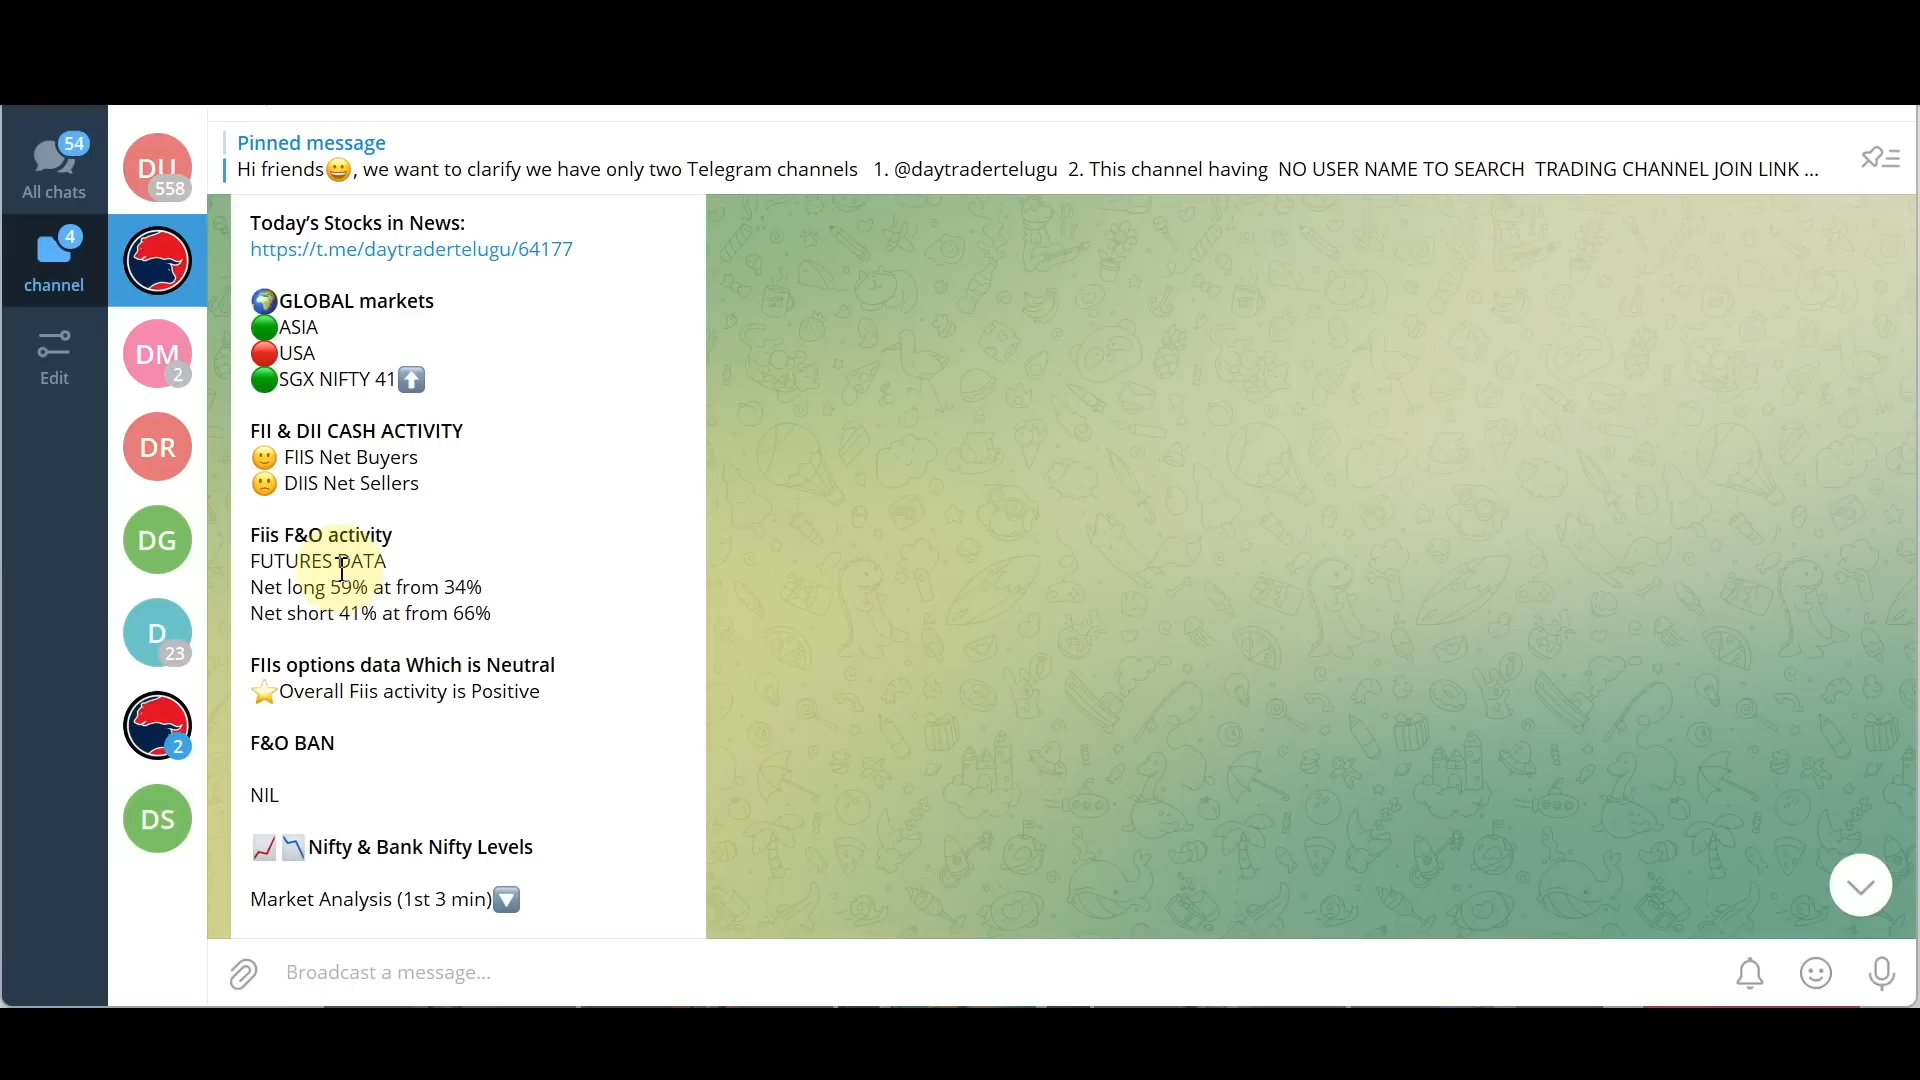 54
All chats
4
channel
Edit
DU
558
DM
2
DR
DG
D
23
2
DS
Pinned message
Hi friends😀, we want to clarify we have only two Telegram channels 1. @daytradertelugu 2. This channel having NO USER NAME TO SEARCH TRADING CHANNEL JOIN LINK ...
Today’s Stocks in News:
https://t.me/daytradertelugu/64177
🌍GLOBAL markets
🟢ASIA
🔴USA
🟢SGX NIFTY 41⬆️
FII & DII CASH ACTIVITY
🙂 FIIS Net Buyers
🙁 DIIS Net Sellers
Fiis F&O activity
FUTURES DATA
Net long 59% at from 34%
Net short 41% at from 66%
FIIs options data Which is Neutral
⭐Overall Fiis activity is Positive
F&O BAN
NIL
📈📉Nifty & Bank Nifty Levels
Market Analysis (1st 3 min)🔽
Broadcast a message...